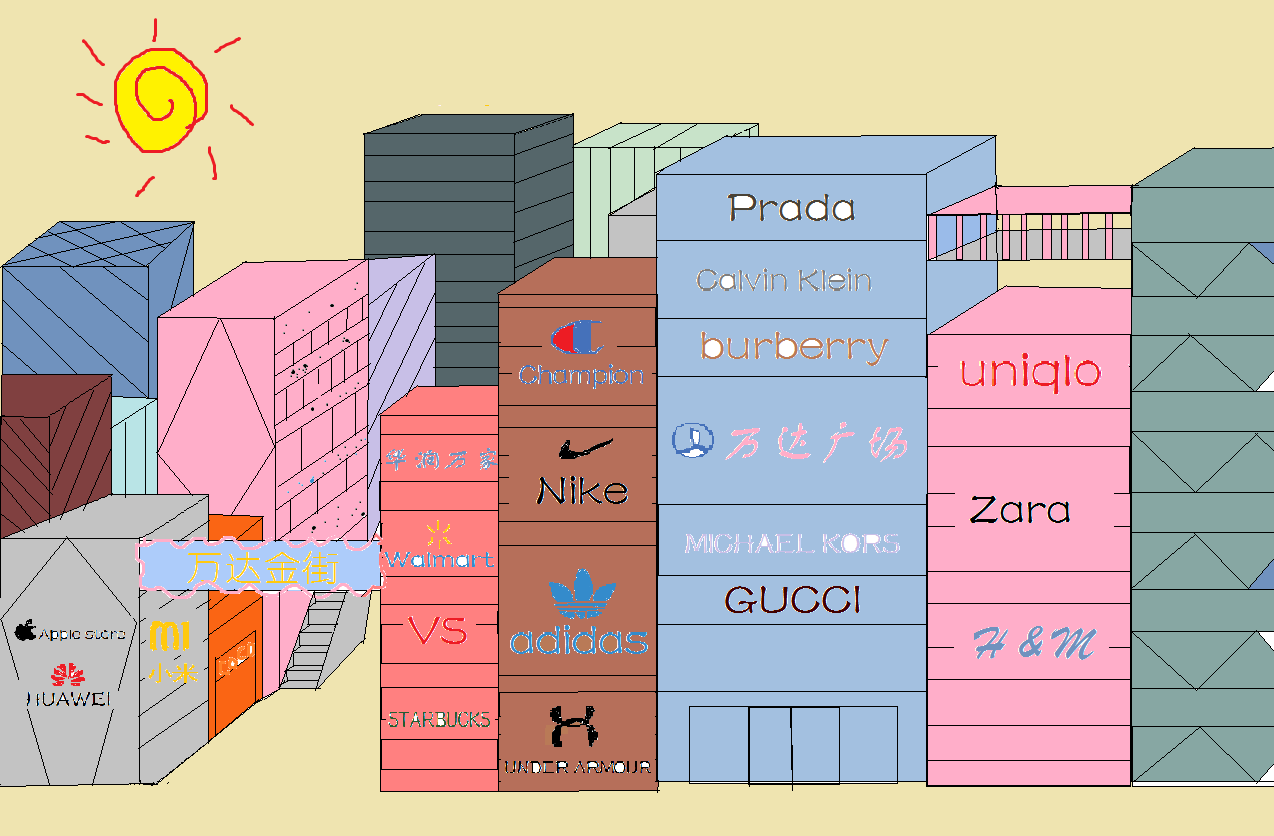 Prada
Calvin Klein
burberry
万达广场
MICHAEL KORS
GUCCI
uniqlo
Zara
H & M
Champion
Nike
adidas
UNDER ARMOUR
华润万家
Walmart
VS
STARBUCKS
万达金街
Apple store
HUAWEI
MI
小米
COCO